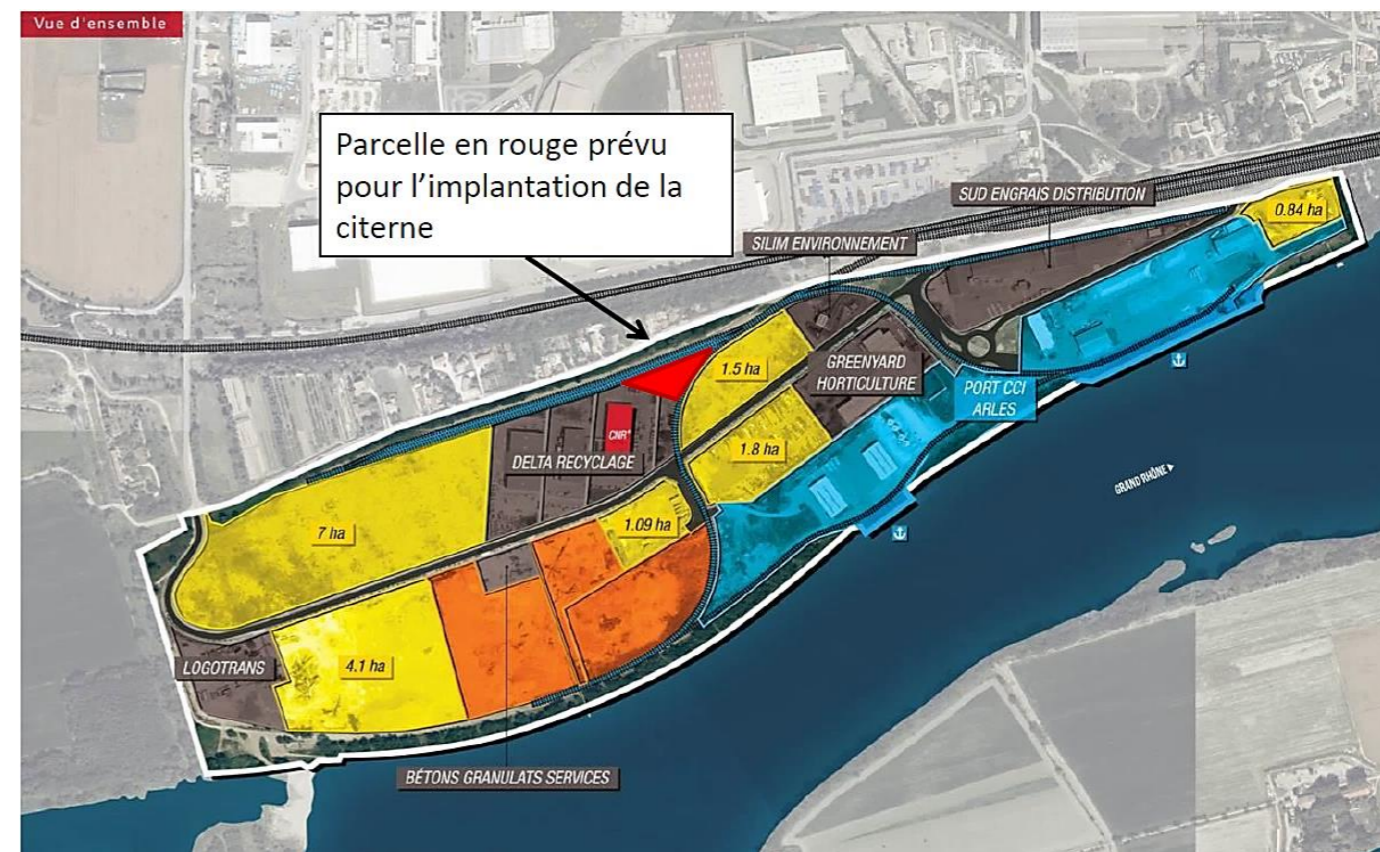 Vue d'ensemble
Parcelle en rouge prévu
pour l'implantation de la
citerne
SUD ENGRAIS DISTRIBUTION
0.84 ha
SILIM ENVIRONNEMENT
1.5 ha
GREENYARD
HORTICULTURE
PORT CCI
ARLES
CNR
DELTA RECYCLAGE
1.8 ha
GRAND RHÔNE
7 ha
1.09 ha
LOGOTRANS
4.1 ha
BÉTONS GRANULATS SERVICES